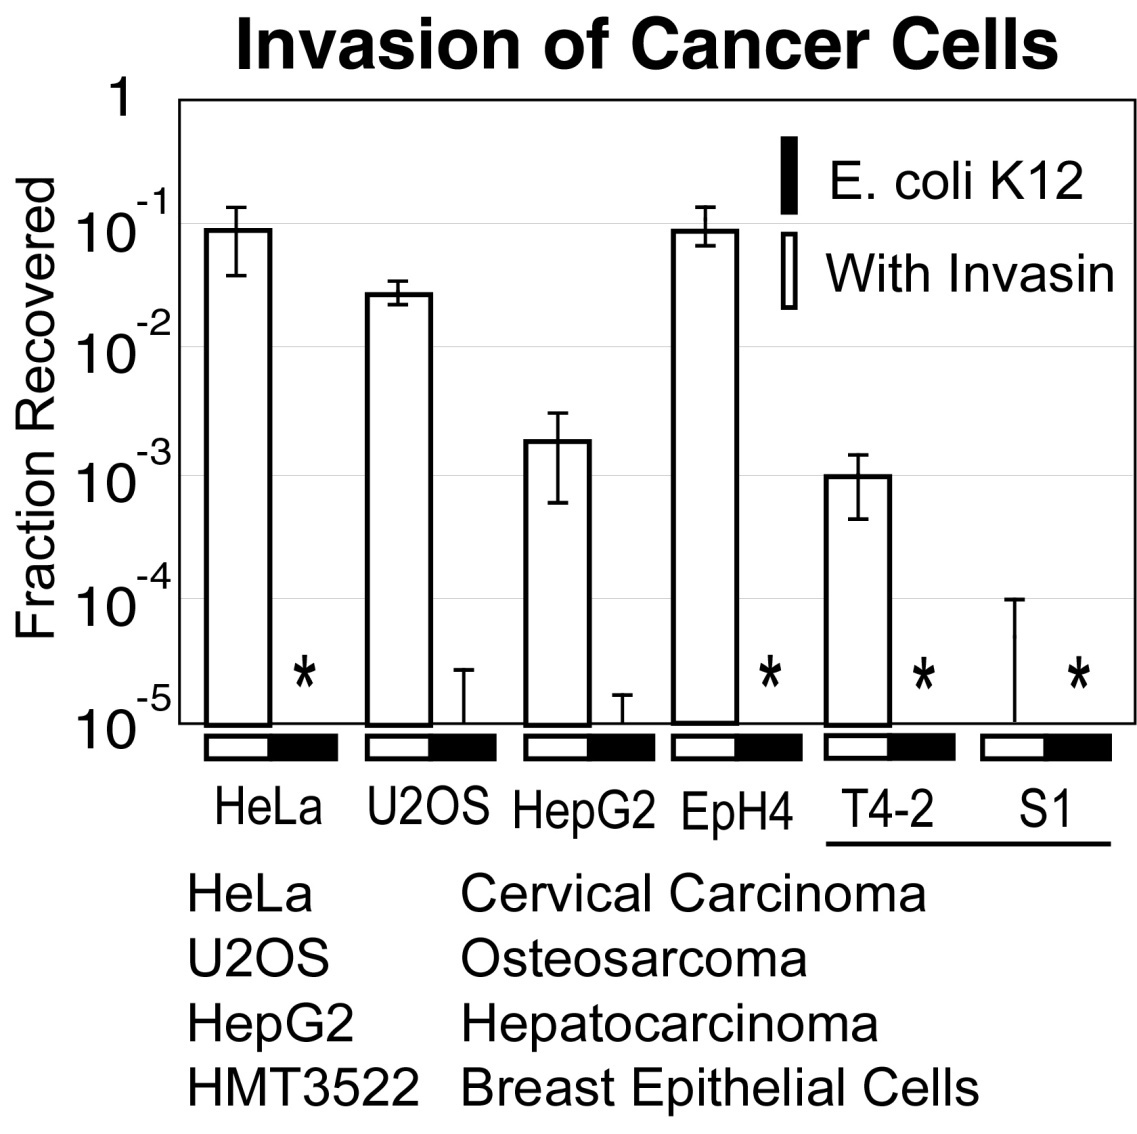 Invasion of Cancer Cells
Fraction Recovered
1
10-1
10-2
10-3
10-4
10-5
E. coli K12
With Invasin
* * * *
HeLa U2OS HepG2 EpH4 T4-2 S1
HeLa Cervical Carcinoma
U2OS Osteosarcoma
HepG2 Hepatocarcinoma
HMT3522 Breast Epithelial Cells